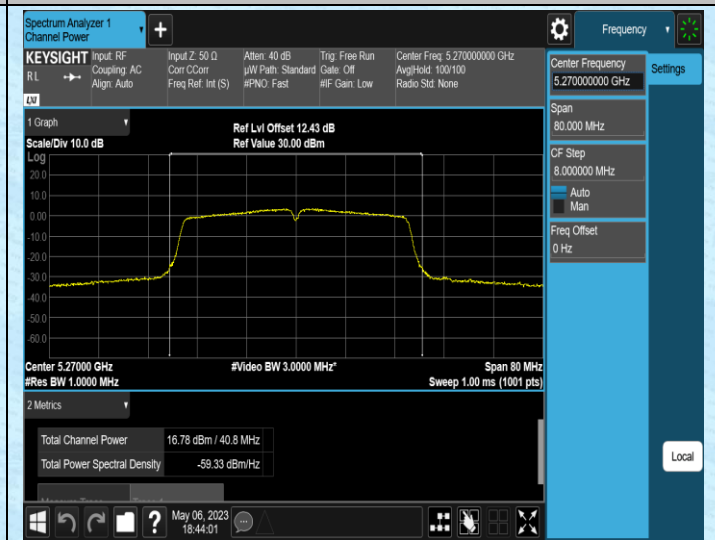 Spectrum Analyzer 1
Channel Power
Frequency
KEYSIGHT
RL
LXI
Input: RF
Coupling: AC
Align: Auto
Input Z: 50 Ω
Corr CCorr
Freq Ref: Int (S)
Atten: 40 dB
µW Path: Standard
#PNO: Fast
Trig: Free Run
Gate: Off
#IF Gain: Low
Center Freq: 5.270000000 GHz
Avg|Hold: 100/100
Radio Std: None
Center Frequency
5.270000000 GHz
Settings
Span
80.000 MHz
CF Step
8.000000 MHz
Auto
Man
Freq Offset
0 Hz
1 Graph
Scale/Div 10.0 dB
Ref Lvl Offset 12.43 dB
Ref Value 30.00 dBm
Log
20.0
10.0
0.00
-10.0
-20.0
-30.0
-40.0
-50.0
-60.0
Center 5.27000 GHz
#Video BW 3.0000 MHz*
Span 80 MHz
#Res BW 1.0000 MHz
Sweep 1.00 ms (1001 pts)
2 Metrics
Total Channel Power 16.78 dBm / 40.8 MHz
Total Power Spectral Density -59.33 dBm/Hz
Local
?
May 06, 2023
18:44:01